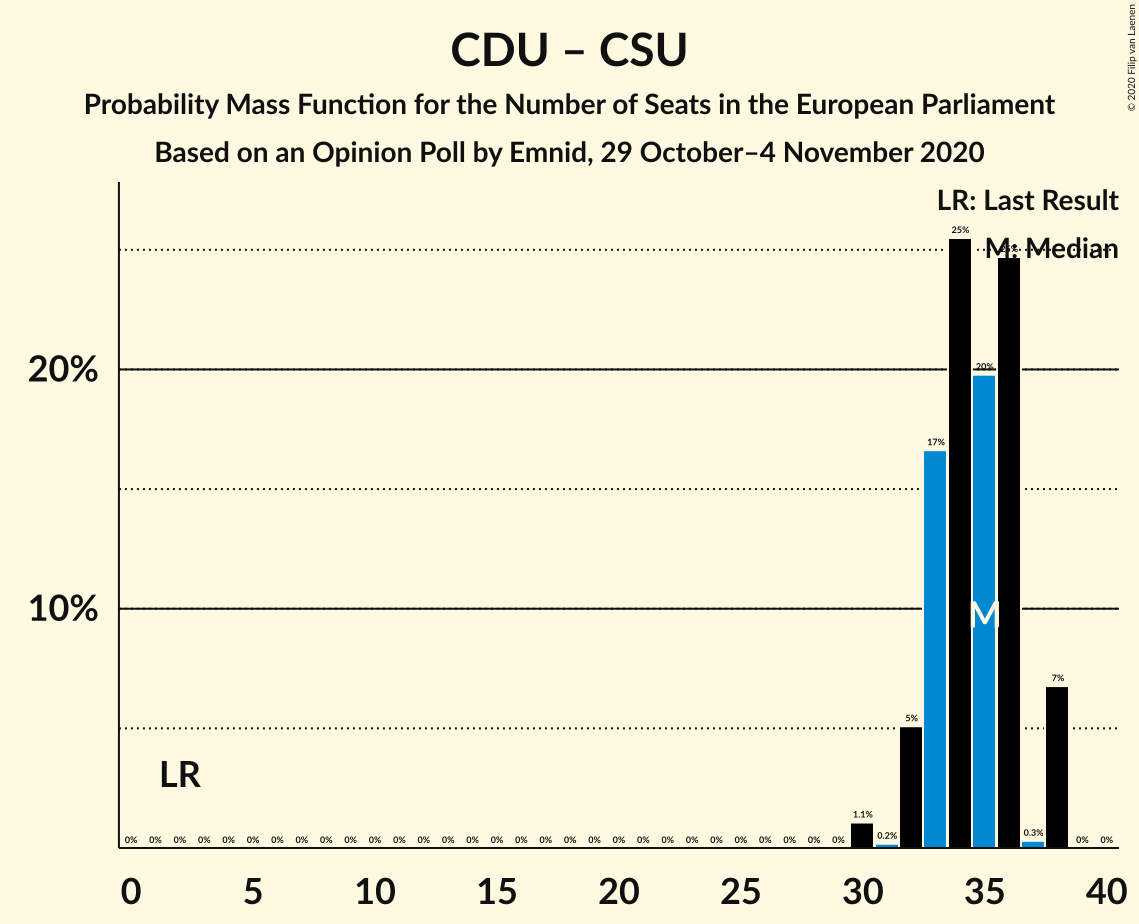 CDU – CSU
Probability Mass Function for the Number of Seats in the European Parliament
Based on an Opinion Poll by Emnid, 29 October–4 November 2020
© 2020 Filip van Laenen
LR: Last Result
M: Median
25%
20%
20%
17%
10%
M
7%
5%
LR
1.1%
0.2%
0.3%
0% 0% 0% 0% 0% 0% 0% 0% 0% 0% 0% 0% 0% 0% 0% 0% 0% 0% 0% 0% 0% 0% 0% 0% 0% 0% 0% 0% 0% 0% 0% 0%
0 5 10 15 20 25 30 35 40